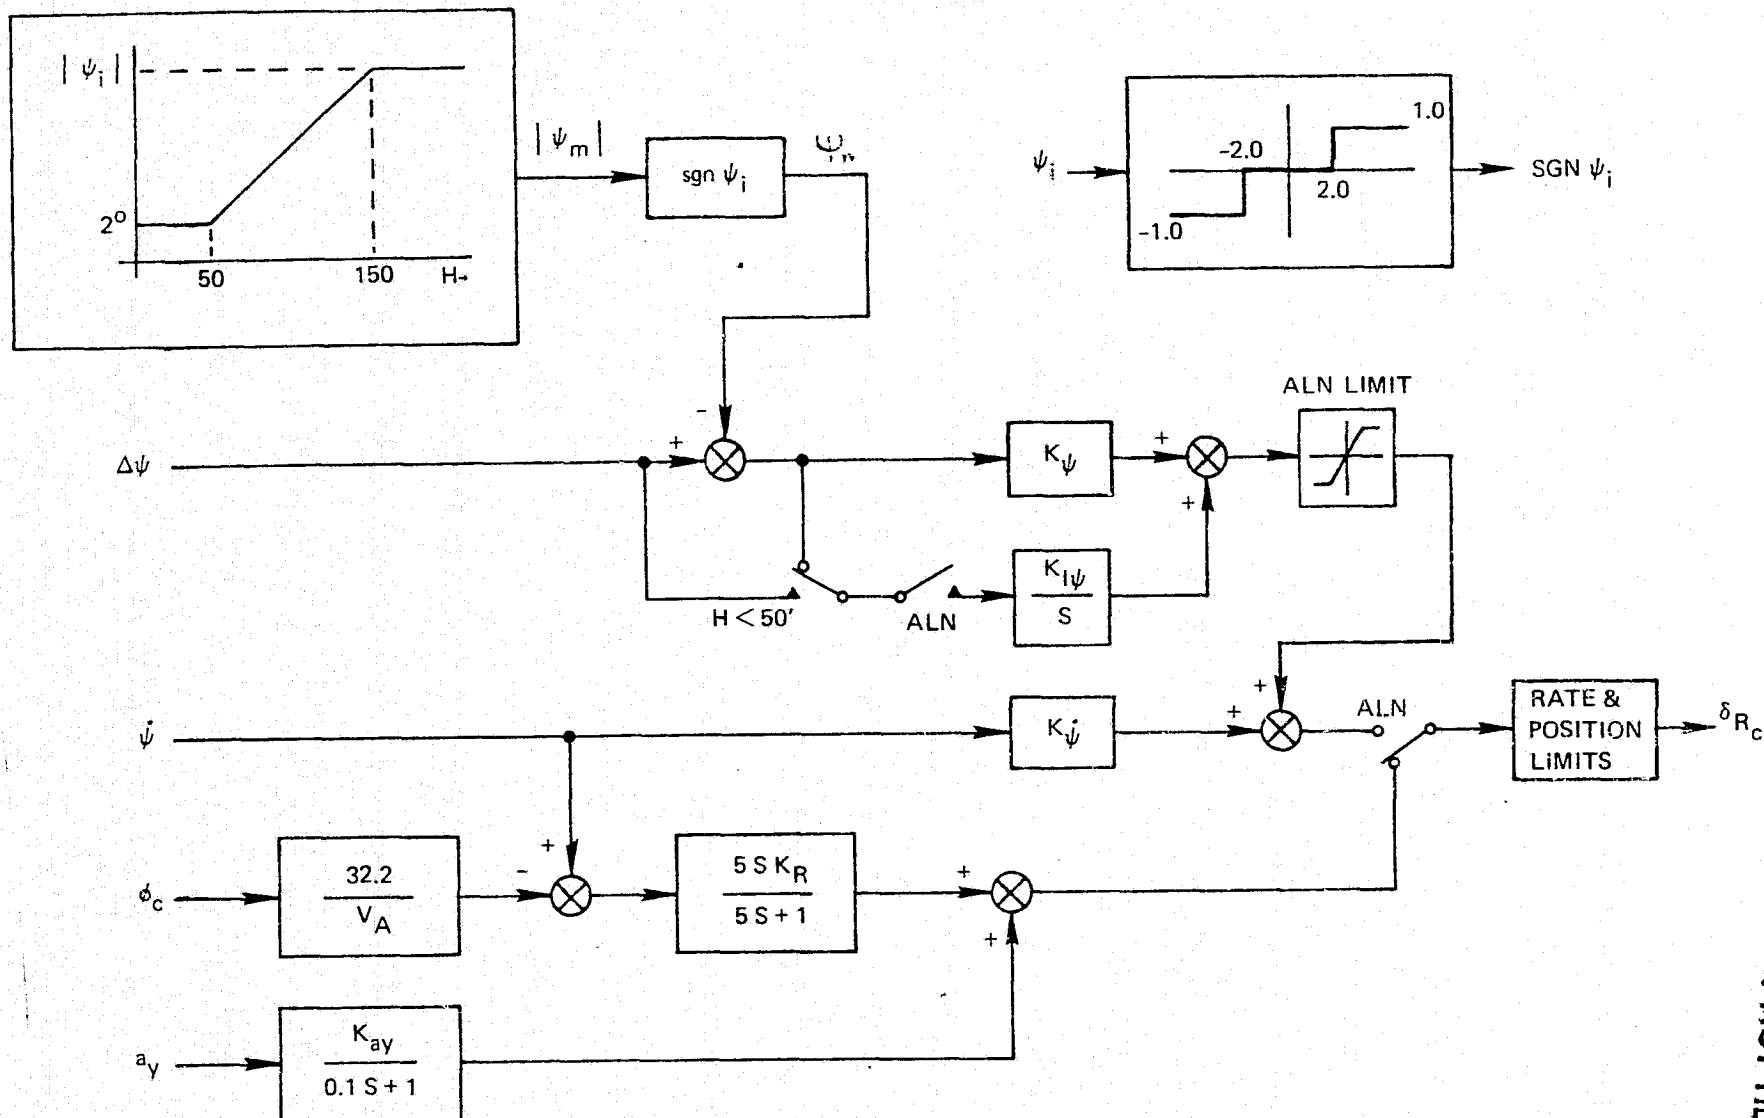 | ψi |
2°
50
150
H→
|ψm|
sgn ψi
ψi
-2.0
1.0
2.0
-1.0
SGN ψi
ALN LIMIT
-
+
Δψ
Kψ
+
+
H < 50'
ALN
KIψ
S
+
ψ̇
Kψ̇
+
ALN
RATE &
POSITION
LIMITS
δRc
+
-
ϕc
32.2
VA
5 S KR
5 S + 1
+
+
ay
Kay
0.1 S + 1